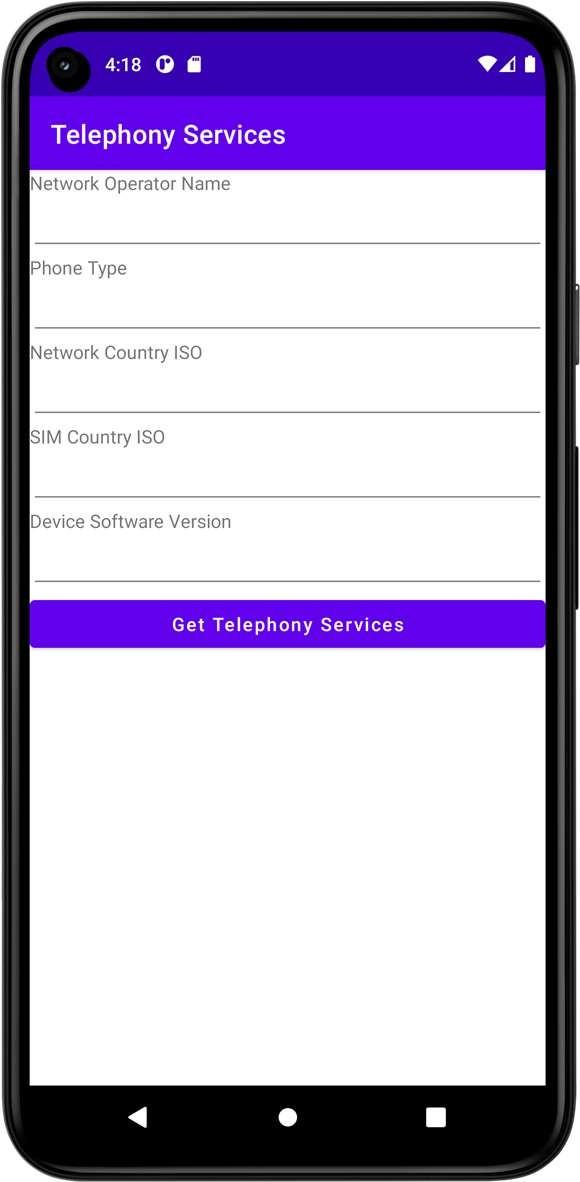 4:18
Telephony Services
Network Operator Name
Phone Type
Network Country ISO
SIM Country ISO
Device Software Version
Get Telephony Services